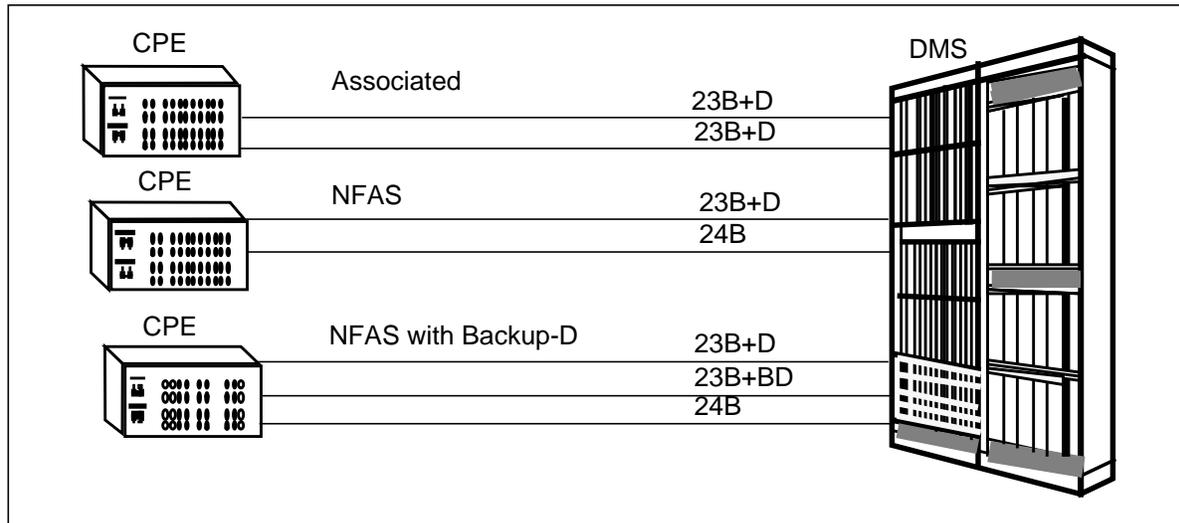 CPE
DMS
Associated
23B+D
23B+D
CPE
NFAS
23B+D
24B
CPE
NFAS with Backup-D
23B+D
23B+BD
24B